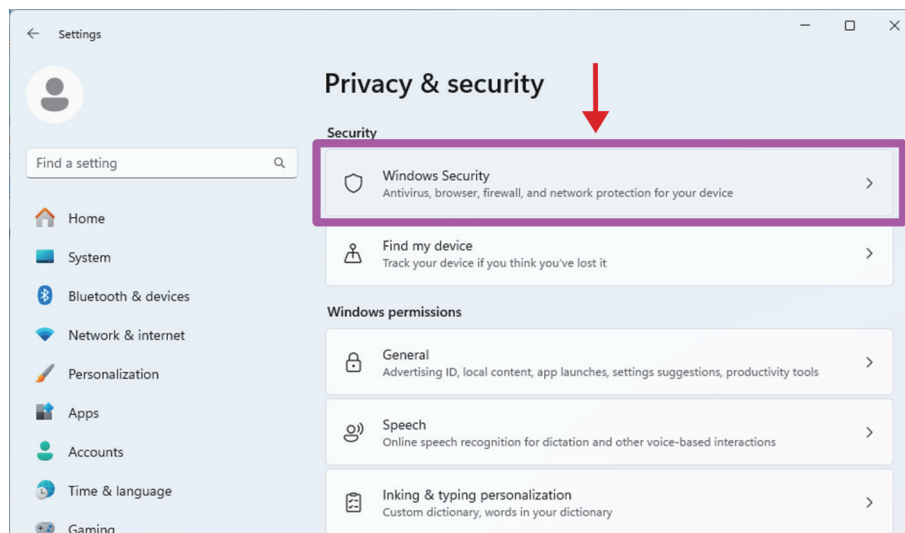 Settings
Privacy & security
Security
Find a setting
Windows Security
Antivirus, browser, firewall, and network protection for your device
Home
Find my device
Track your device if you think you've lost it
System
Bluetooth & devices
Windows permissions
Network & internet
General
Advertising ID, local content, app launches, settings suggestions, productivity tools
Personalization
Apps
Speech
Online speech recognition for dictation and other voice-based interactions
Accounts
Time & language
Inking & typing personalization
Custom dictionary, words in your dictionary
Gaming